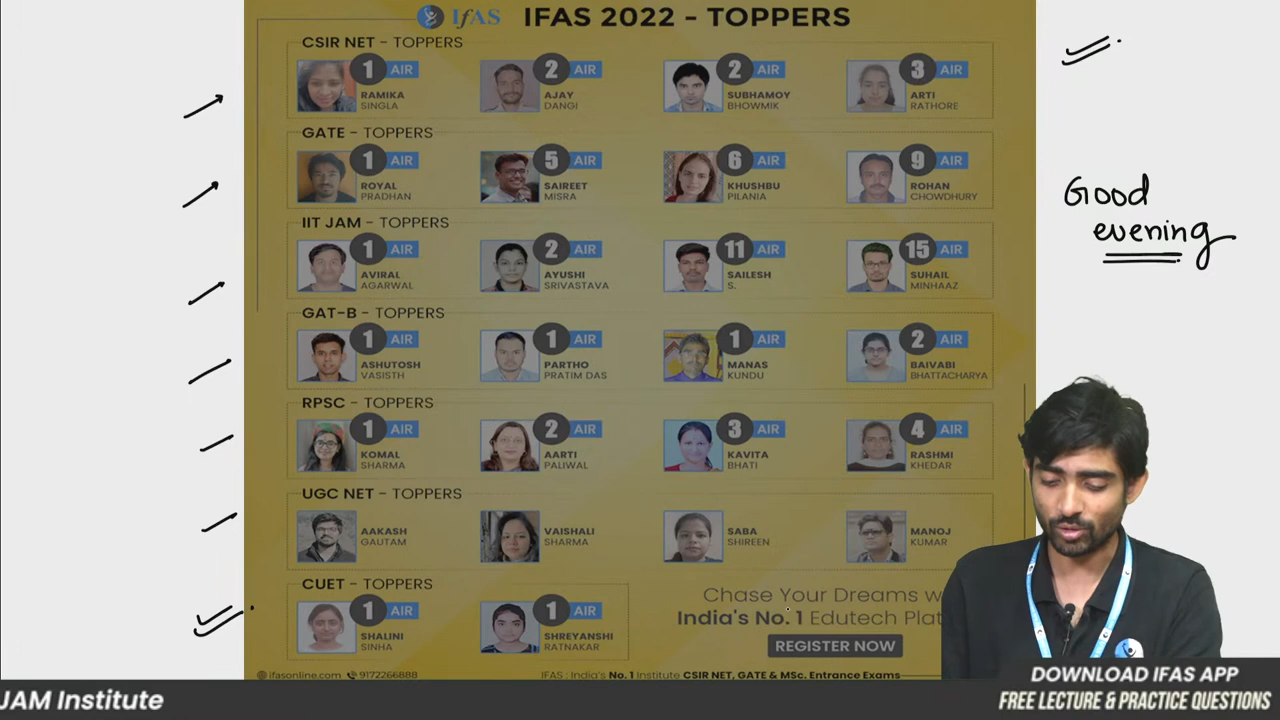 IfAS IFAS 2022 - TOPPERS
CSIR NET - TOPPERS
1 AIR
RAMIKA
SINGLA
2 AIR
AJAY
DANGI
2 AIR
SUBHAMOY
BHOWMIK
3 AIR
ARTI
RATHORE
GATE - TOPPERS
1 AIR
ROYAL
PRADHAN
5 AIR
SAIREET
MISRA
6 AIR
KHUSHBU
PILANIA
9 AIR
ROHAN
CHOWDHURY
IIT JAM - TOPPERS
1 AIR
AVIRAL
AGARWAL
2 AIR
AYUSHI
SRIVASTAVA
11 AIR
SAILESH
S.
15 AIR
SUHAIL
MINHAAZ
GAT-B - TOPPERS
1 AIR
ASHUTOSH
VASISTH
1 AIR
PARTHO
PRATIM DAS
1 AIR
MANAS
KUNDU
2 AIR
BAIVABI
BHATTACHARYA
RPSC - TOPPERS
1 AIR
KOMAL
SHARMA
2 AIR
AARTI
PALIWAL
3 AIR
KAVITA
BHATI
4 AIR
RASHMI
KHEDAR
UGC NET - TOPPERS
AAKASH
GAUTAM
VAISHALI
SHARMA
SABA
SHIREEN
MANOJ
KUMAR
CUET - TOPPERS
1 AIR
SHALINI
SINHA
1 AIR
SHREYANSHI
RATNAKAR
Chase Your Dreams w
India's No. 1 Edutech Plat
REGISTER NOW
ifasonline.com 9172266888 IFAS : India's No. 1 Institute CSIR NET, GATE & MSc. Entrance Exams
Good
evening
JAM Institute
DOWNLOAD IFAS APP
FREE LECTURE & PRACTICE QUESTIONS